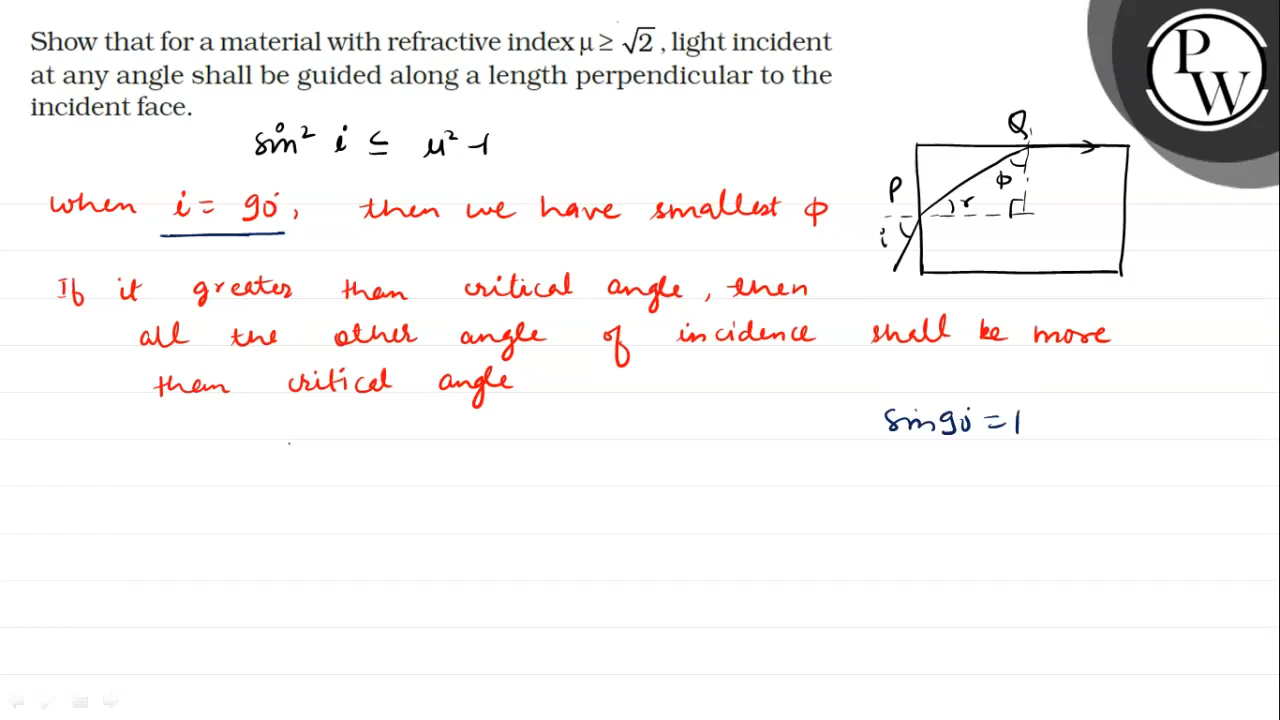 Show that for a material with refractive index μ ≥ √2 , light incident
at any angle shall be guided along a length perpendicular to the
incident face.
PW
sin² i ≤ μ² -1
when i = 90°, then we have smallest φ
Q
P
φ
r
i
If it greater than critical angle, then
all the other angle of incidence shall be more
than critical angle
sin90° = 1